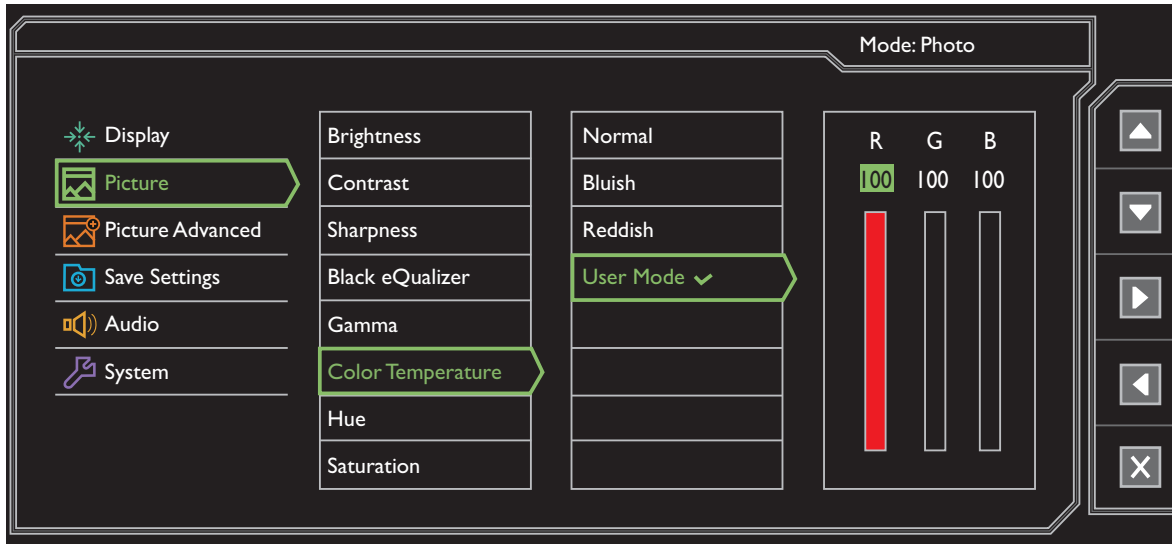 Mode: Photo
Display
Picture
Picture Advanced
Save Settings
Audio
System
Brightness
Contrast
Sharpness
Black eQualizer
Gamma
Color Temperature
Hue
Saturation
Normal
Bluish
Reddish
User Mode
R G B
100 100 100